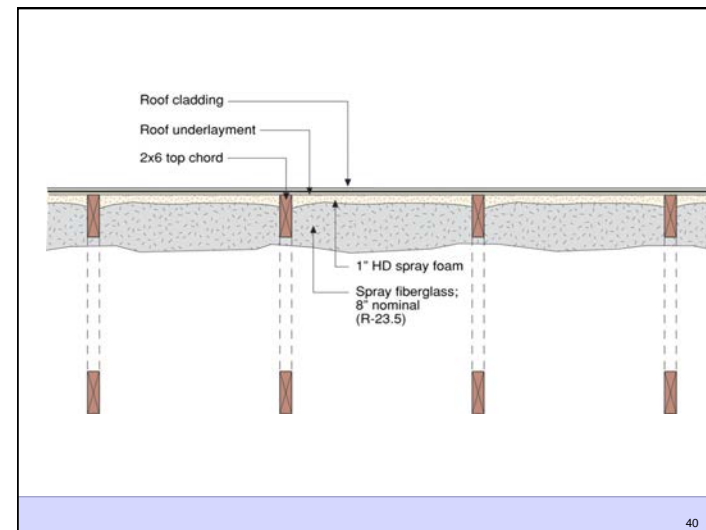 Roof cladding
Roof underlayment
2x6 top chord
1" HD spray foam
Spray fiberglass;
8" nominal
(R-23.5)
40